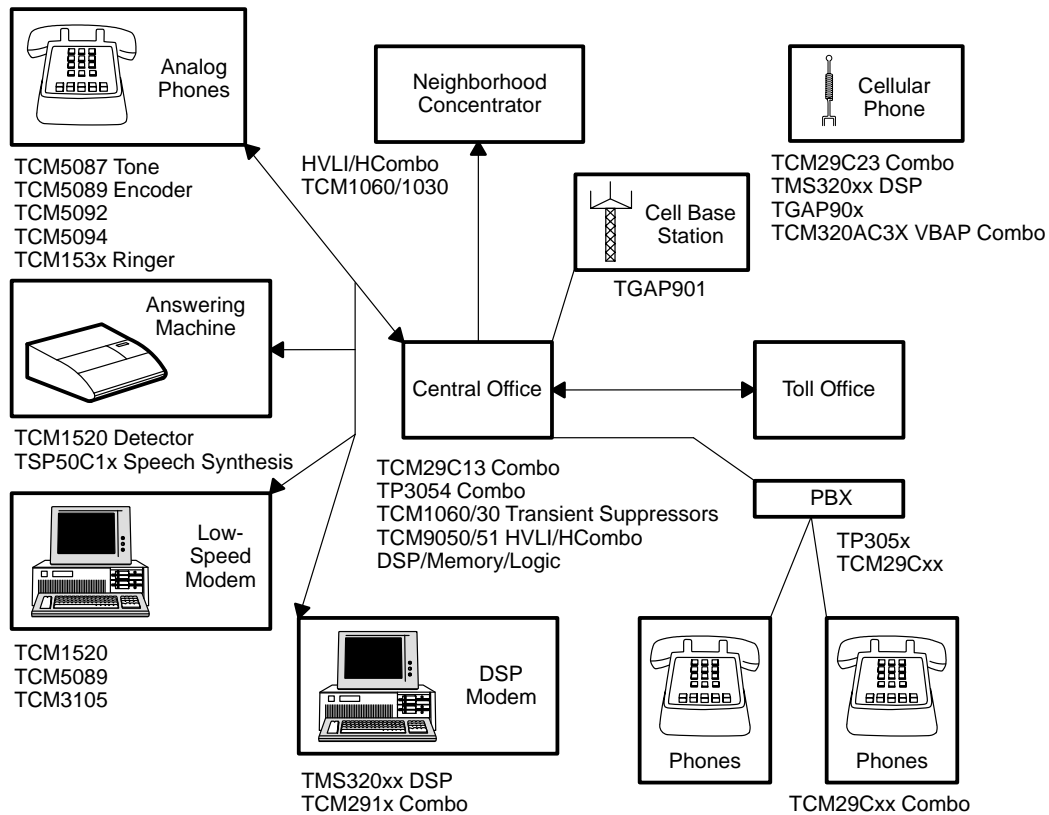 Analog
Phones
TCM5087 Tone
TCM5089 Encoder
TCM5092
TCM5094
TCM153x Ringer
Neighborhood
Concentrator
HVLI/HCombo
TCM1060/1030
Cellular
Phone
TCM29C23 Combo
TMS320xx DSP
TGAP90x
TCM320AC3X VBAP Combo
Cell Base
Station
TGAP901
Answering
Machine
TCM1520 Detector
TSP50C1x Speech Synthesis
Central Office
TCM29C13 Combo
TP3054 Combo
TCM1060/30 Transient Suppressors
TCM9050/51 HVLI/HCombo
DSP/Memory/Logic
Toll Office
PBX
TP305x
TCM29Cxx
Low-
Speed
Modem
TCM1520
TCM5089
TCM3105
DSP
Modem
TMS320xx DSP
TCM291x Combo
Phones
Phones
TCM29Cxx Combo